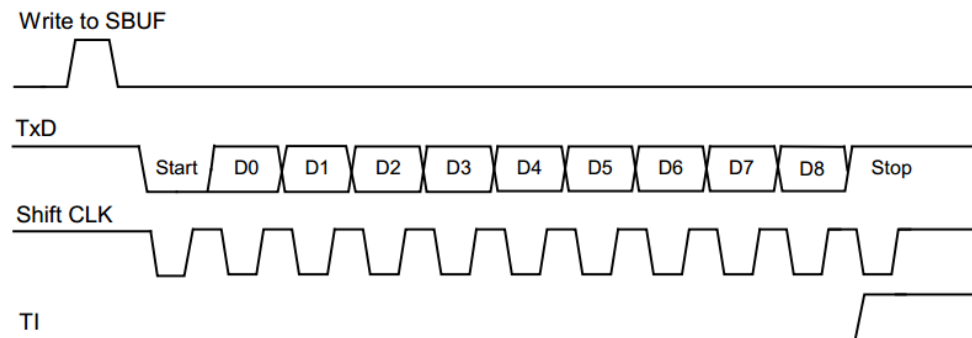 Write to SBUF
TxD
Start D0 D1 D2 D3 D4 D5 D6 D7 D8 Stop
Shift CLK
TI